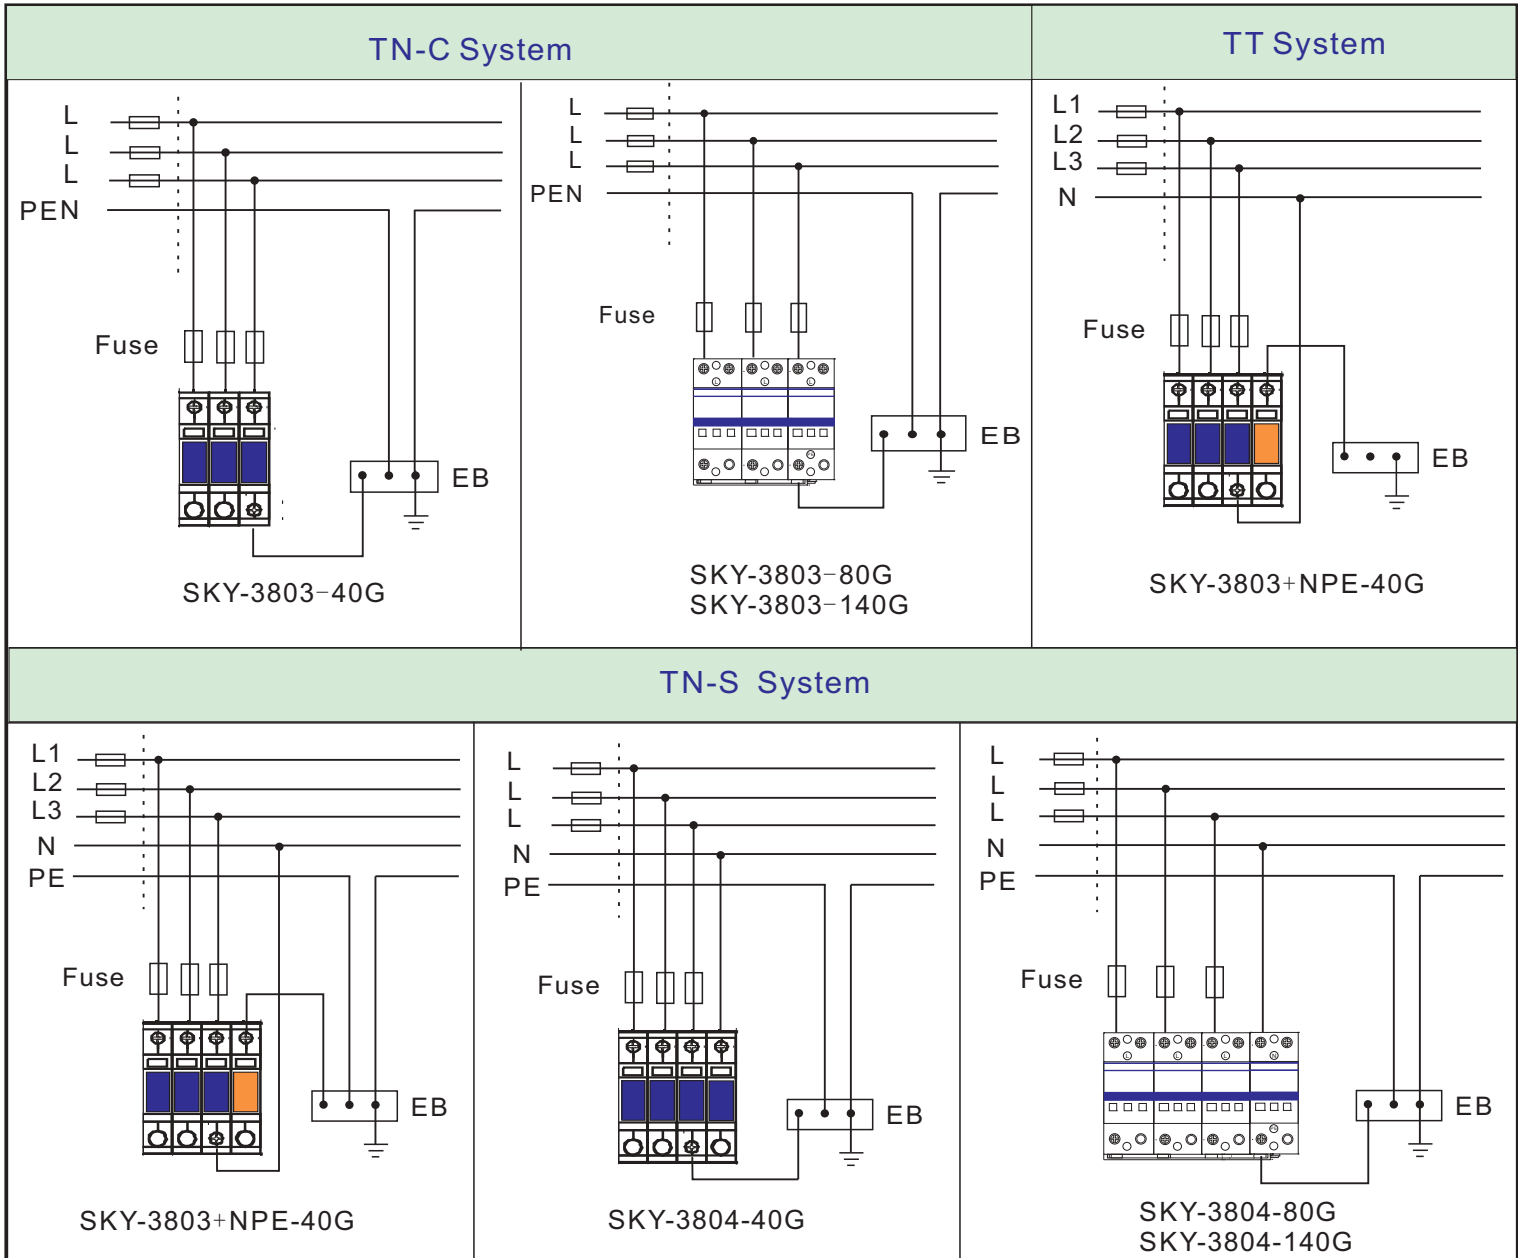 TN-C System
TT System
L
L
L
PEN
Fuse
EB
SKY-3803-40G
L
L
L
PEN
Fuse
EB
SKY-3803-80G
SKY-3803-140G
L1
L2
L3
N
Fuse
EB
SKY-3803+NPE-40G
TN-S System
L1
L2
L3
N
PE
Fuse
EB
SKY-3803+NPE-40G
L
L
L
N
PE
Fuse
EB
SKY-3804-40G
L
L
L
N
PE
Fuse
EB
SKY-3804-80G
SKY-3804-140G